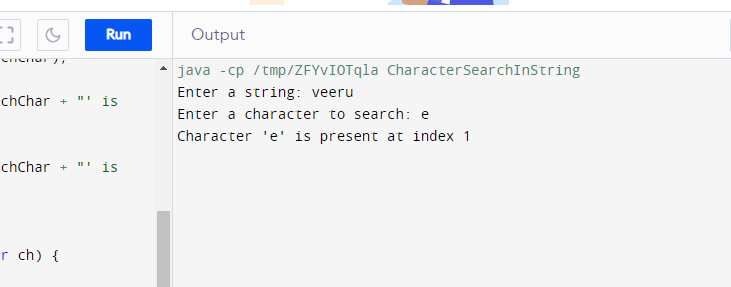 Run
Output
chChar + "' is
chChar + "' is
r ch) {
java -cp /tmp/ZFYvIOTqla CharacterSearchInString
Enter a string: veeru
Enter a character to search: e
Character 'e' is present at index 1